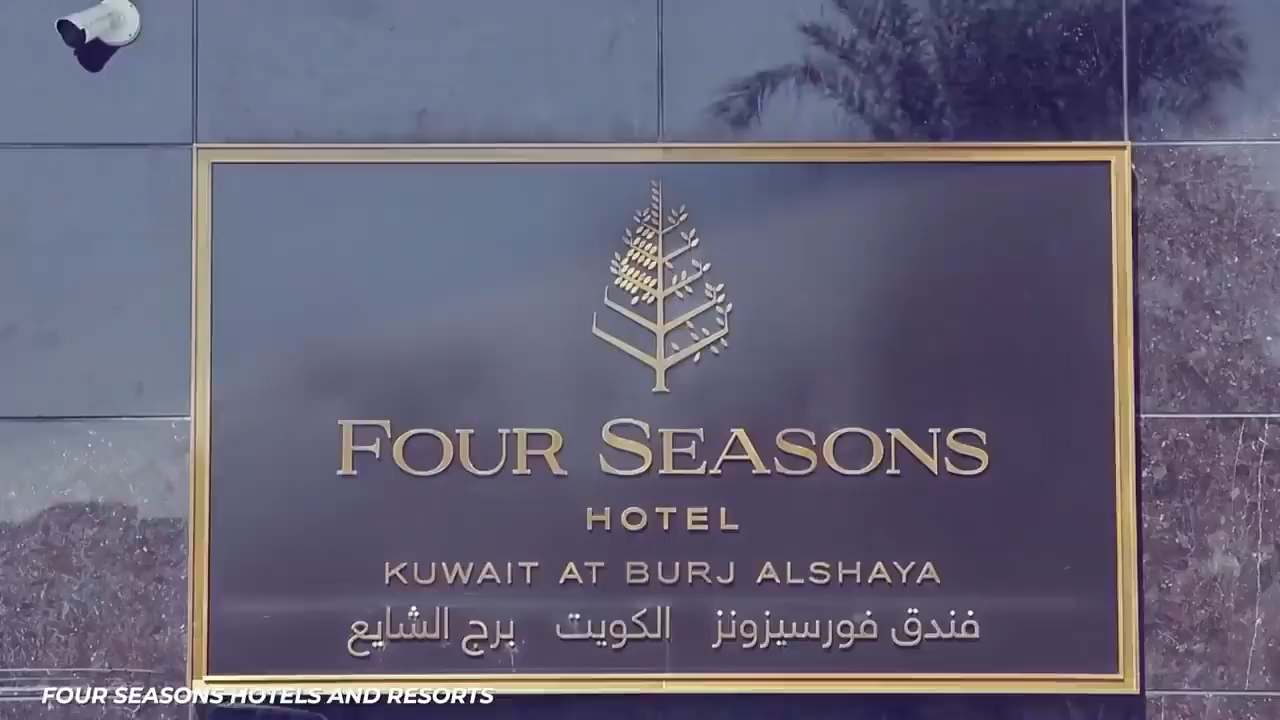 FOUR SEASONS
HOTEL
KUWAIT AT BURJ ALSHAYA
فندق فورسيزونز الكويت برج الشايع
FOUR SEASONS HOTELS AND RESORTS